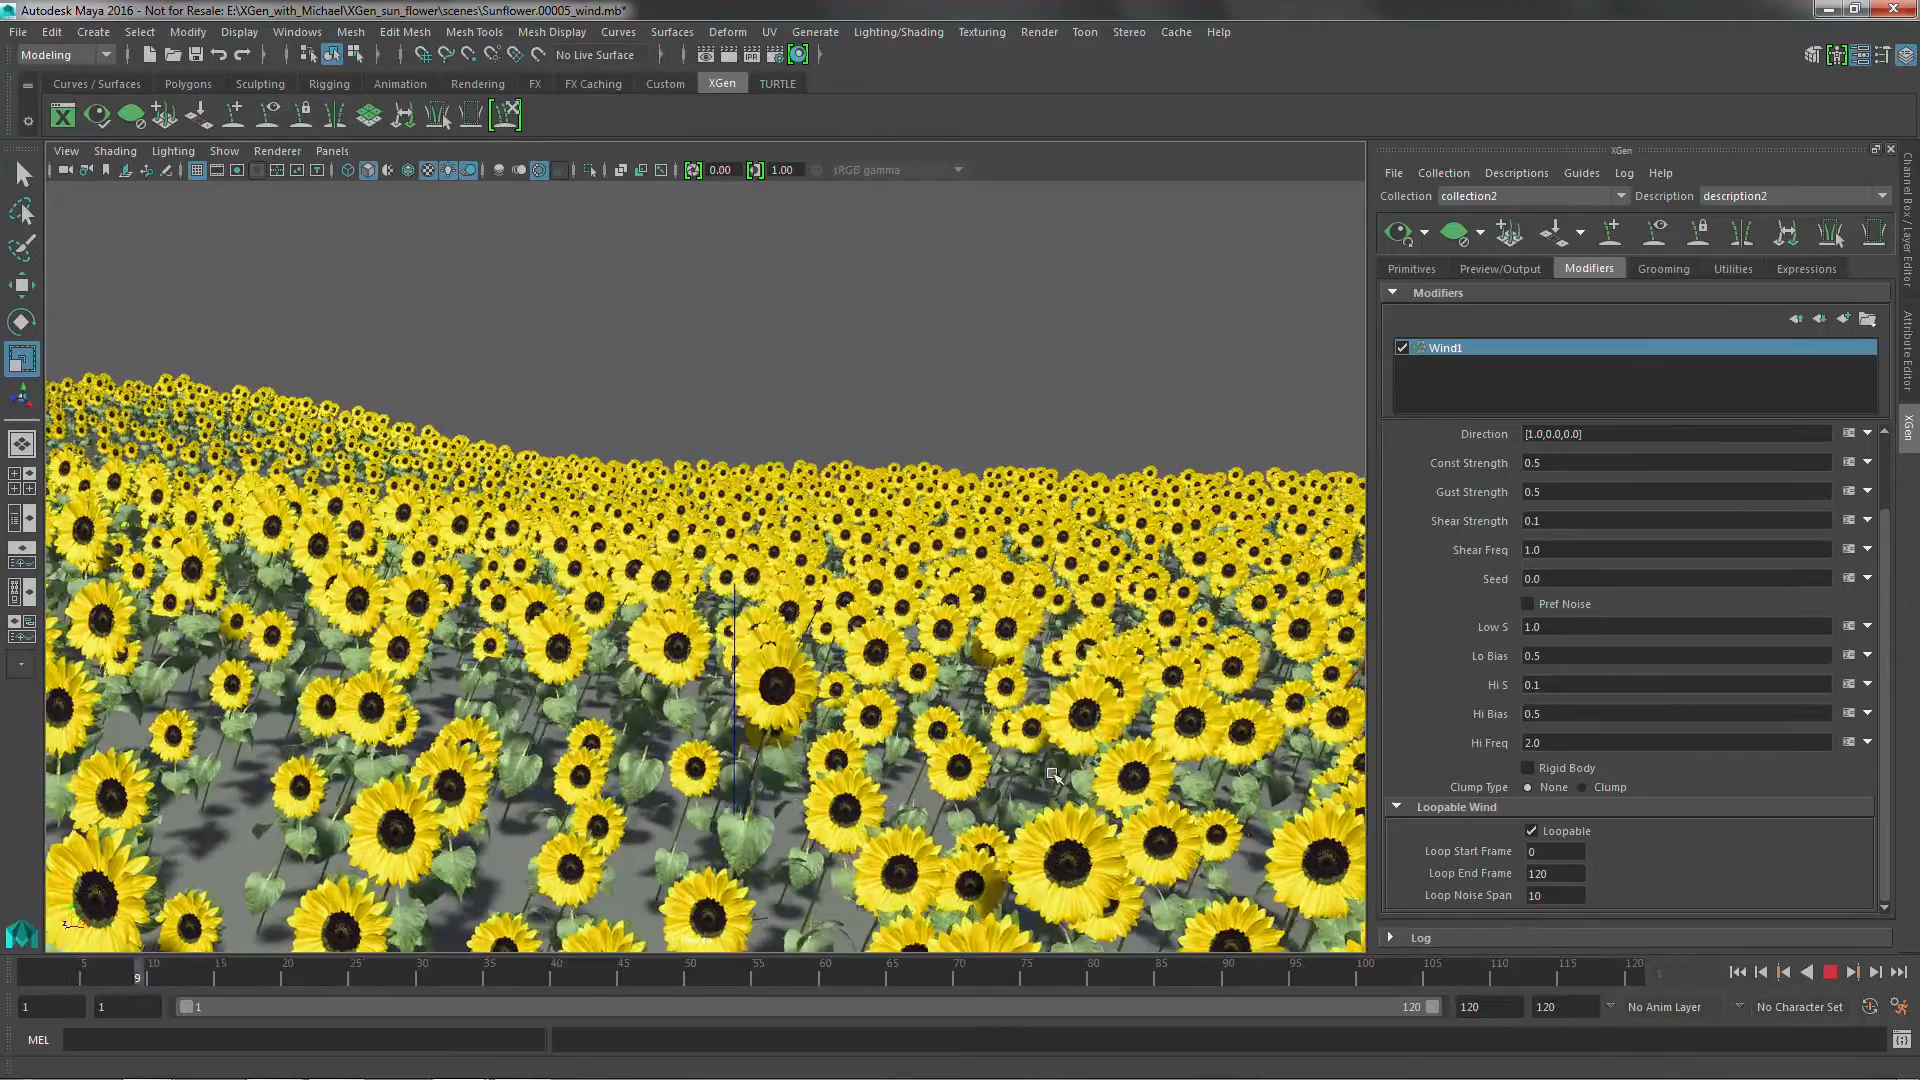 Autodesk Maya 2016 - Not for Resale: E:\XGen_with_Michael\XGen_sun_flower\scenes\Sunflower.00005_wind.mb*
File Edit Create Select Modify Display Windows Mesh Edit Mesh Mesh Tools Mesh Display Curves Surfaces Deform UV Generate Lighting/Shading Texturing Render Toon Stereo Cache Help
Modeling No Live Surface
Curves / Surfaces Polygons Sculpting Rigging Animation Rendering FX FX Caching Custom XGen TURTLE
View Shading Lighting Show Renderer Panels
0.00 1.00 sRGB gamma
XGen
File Collection Descriptions Guides Log Help
Collection collection2 Description description2
Primitives Preview/Output Modifiers Grooming Utilities Expressions
Modifiers
Wind1
Direction [1.0,0.0,0.0]
Const Strength 0.5
Gust Strength 0.5
Shear Strength 0.1
Shear Freq 1.0
Seed 0.0
Pref Noise
Low S 1.0
Lo Bias 0.5
Hi S 0.1
Hi Bias 0.5
Hi Freq 2.0
Rigid Body
Clump Type None Clump
Loopable Wind
Loopable
Loop Start Frame 0
Loop End Frame 120
Loop Noise Span 10
Log
Channel Box / Layer Editor
Attribute Editor
XGen
z
5 10 15 20 25 30 35 40 45 50 55 60 65 70 75 80 85 90 95 100 105 110 115 120
9
1
1 1 1 120 120 120 No Anim Layer No Character Set
MEL